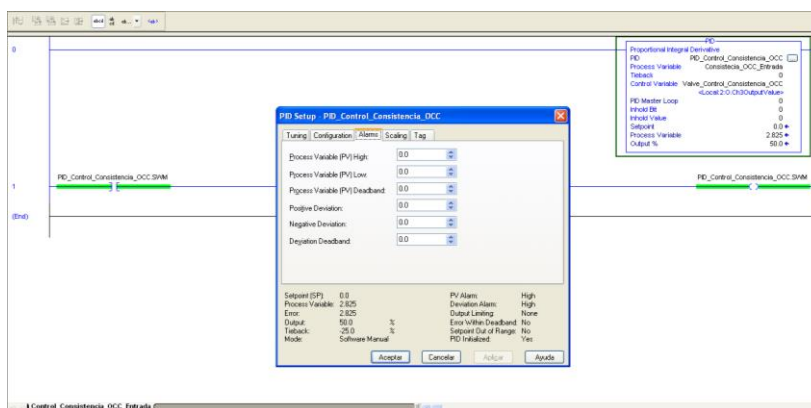 abcd
ab...
0
PID
Proportional Integral Derivative
PID PID_Control_Consistencia_OCC ...
Process Variable Consistecia_OCC_Entrada
Tieback 0
Control Variable Valve_Control_Consistencia_OCC
<Local:2:O.Ch3OutputValue>
PID Master Loop 0
Inhold Bit 0
Inhold Value 0
Setpoint 0.0
Process Variable 2.825
Output % 50.0
PID Setup - PID_Control_Consistencia_OCC
Tuning Configuration Alarms Scaling Tag
Process Variable (PV) High: 0.0
Process Variable (PV) Low: 0.0
Process Variable (PV) Deadband: 0.0
Positive Deviation: 0.0
Negative Deviation: 0.0
Deviation Deadband: 0.0
Setpoint (SP): 0.0 PV Alarm: High
Process Variable: 2.825 Deviation Alarm: High
Error: 2.825 Output Limiting: None
Output: 50.0 % Error Within Deadband: No
Tieback: -25.0 % Setpoint Out of Range: No
Mode: Software Manual PID Initialized: Yes
Aceptar Cancelar Aplicar Ayuda
1
PID_Control_Consistencia_OCC.SWM
PID_Control_Consistencia_OCC.SWM
(End)
Control_Consistencia_OCC_Entrada